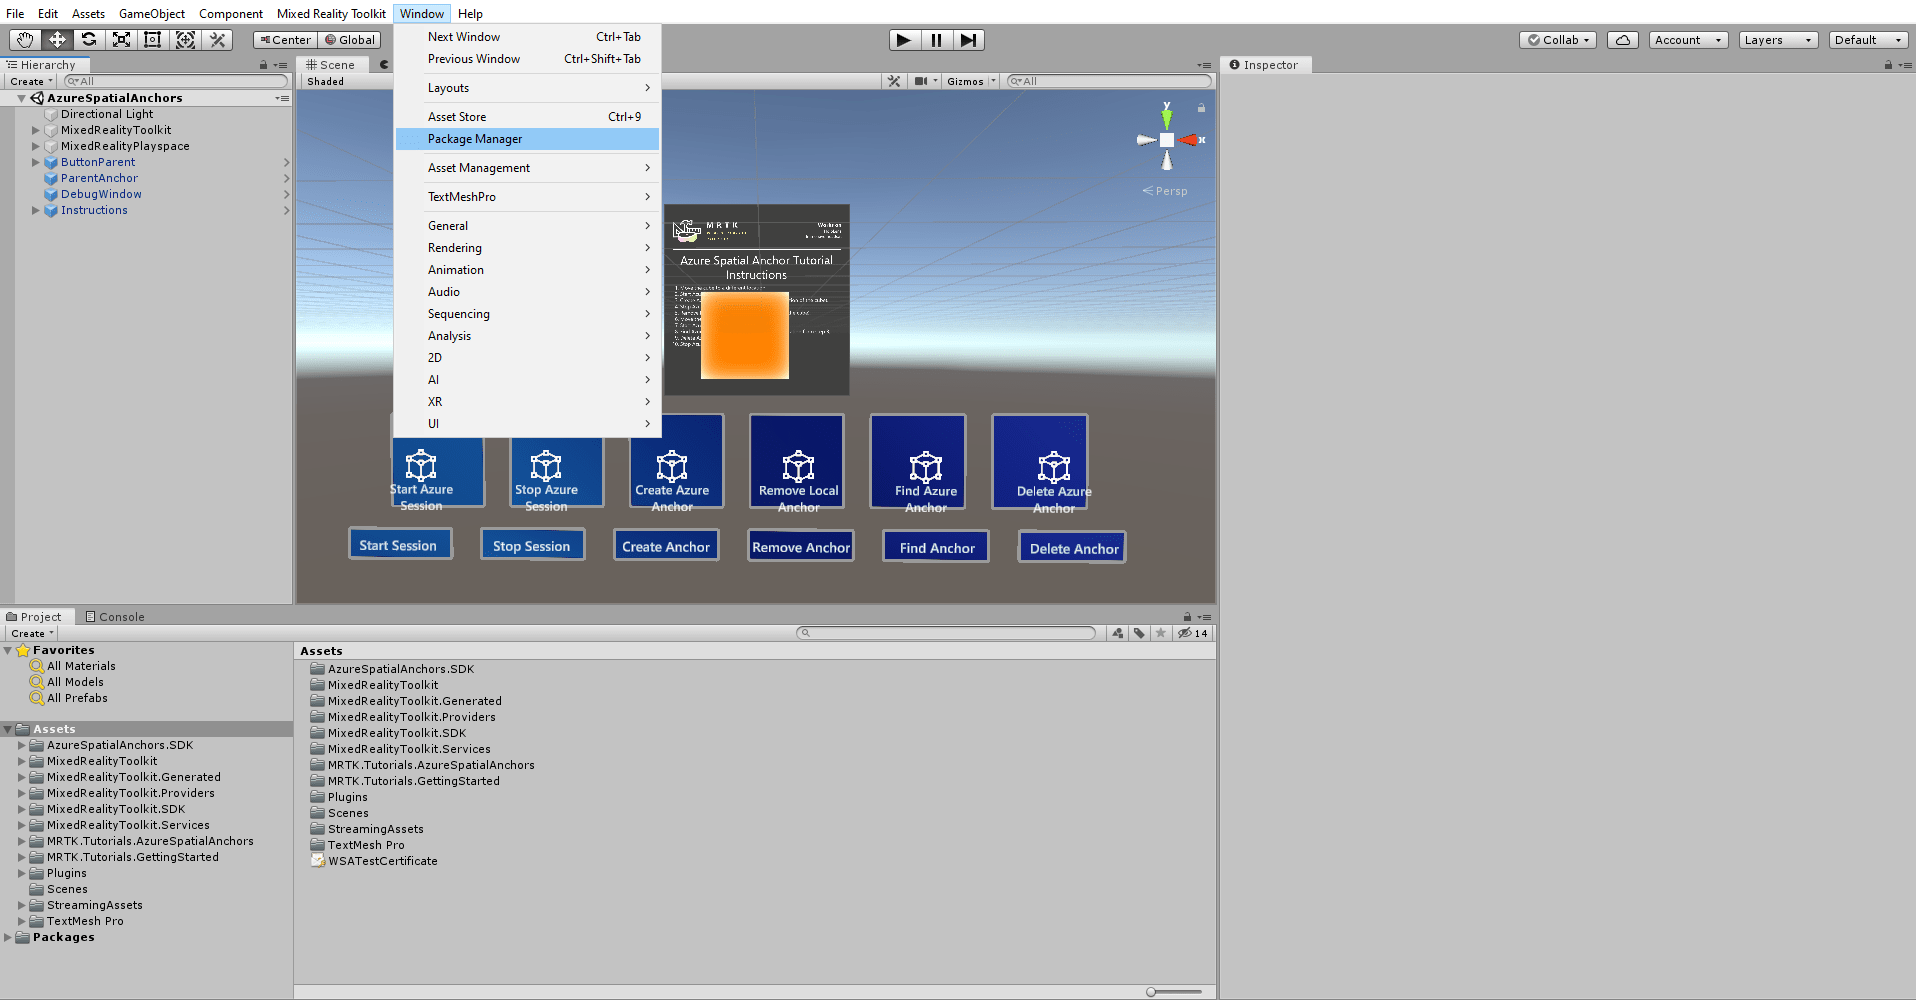 File Edit Assets GameObject Component Mixed Reality Toolkit Window Help
Center Global
Collab Account Layers Default
Hierarchy
Create All
AzureSpatialAnchors
Directional Light
MixedRealityToolkit
MixedRealityPlayspace
ButtonParent
ParentAnchor
DebugWindow
Instructions
Next Window Ctrl+Tab
Previous Window Ctrl+Shift+Tab
Layouts
Asset Store Ctrl+9
Package Manager
Asset Management
TextMeshPro
General
Rendering
Animation
Audio
Sequencing
Analysis
2D
AI
XR
UI
Scene
Shaded
Gizmos All
y
x
Persp
MRTK
Azure Spatial Anchor Tutorial
Instructions
1. Move the cube to a different location
Start Azure Session
Stop Azure Session
Create Azure Anchor
Remove Local Anchor
Find Azure Anchor
Delete Azure Anchor
Start Session
Stop Session
Create Anchor
Remove Anchor
Find Anchor
Delete Anchor
Inspector
Project Console
Create
14
Favorites
All Materials
All Models
All Prefabs
Assets
AzureSpatialAnchors.SDK
MixedRealityToolkit
MixedRealityToolkit.Generated
MixedRealityToolkit.Providers
MixedRealityToolkit.SDK
MixedRealityToolkit.Services
MRTK.Tutorials.AzureSpatialAnchors
MRTK.Tutorials.GettingStarted
Plugins
Scenes
StreamingAssets
TextMesh Pro
Packages
Assets
AzureSpatialAnchors.SDK
MixedRealityToolkit
MixedRealityToolkit.Generated
MixedRealityToolkit.Providers
MixedRealityToolkit.SDK
MixedRealityToolkit.Services
MRTK.Tutorials.AzureSpatialAnchors
MRTK.Tutorials.GettingStarted
Plugins
Scenes
StreamingAssets
TextMesh Pro
WSATestCertificate